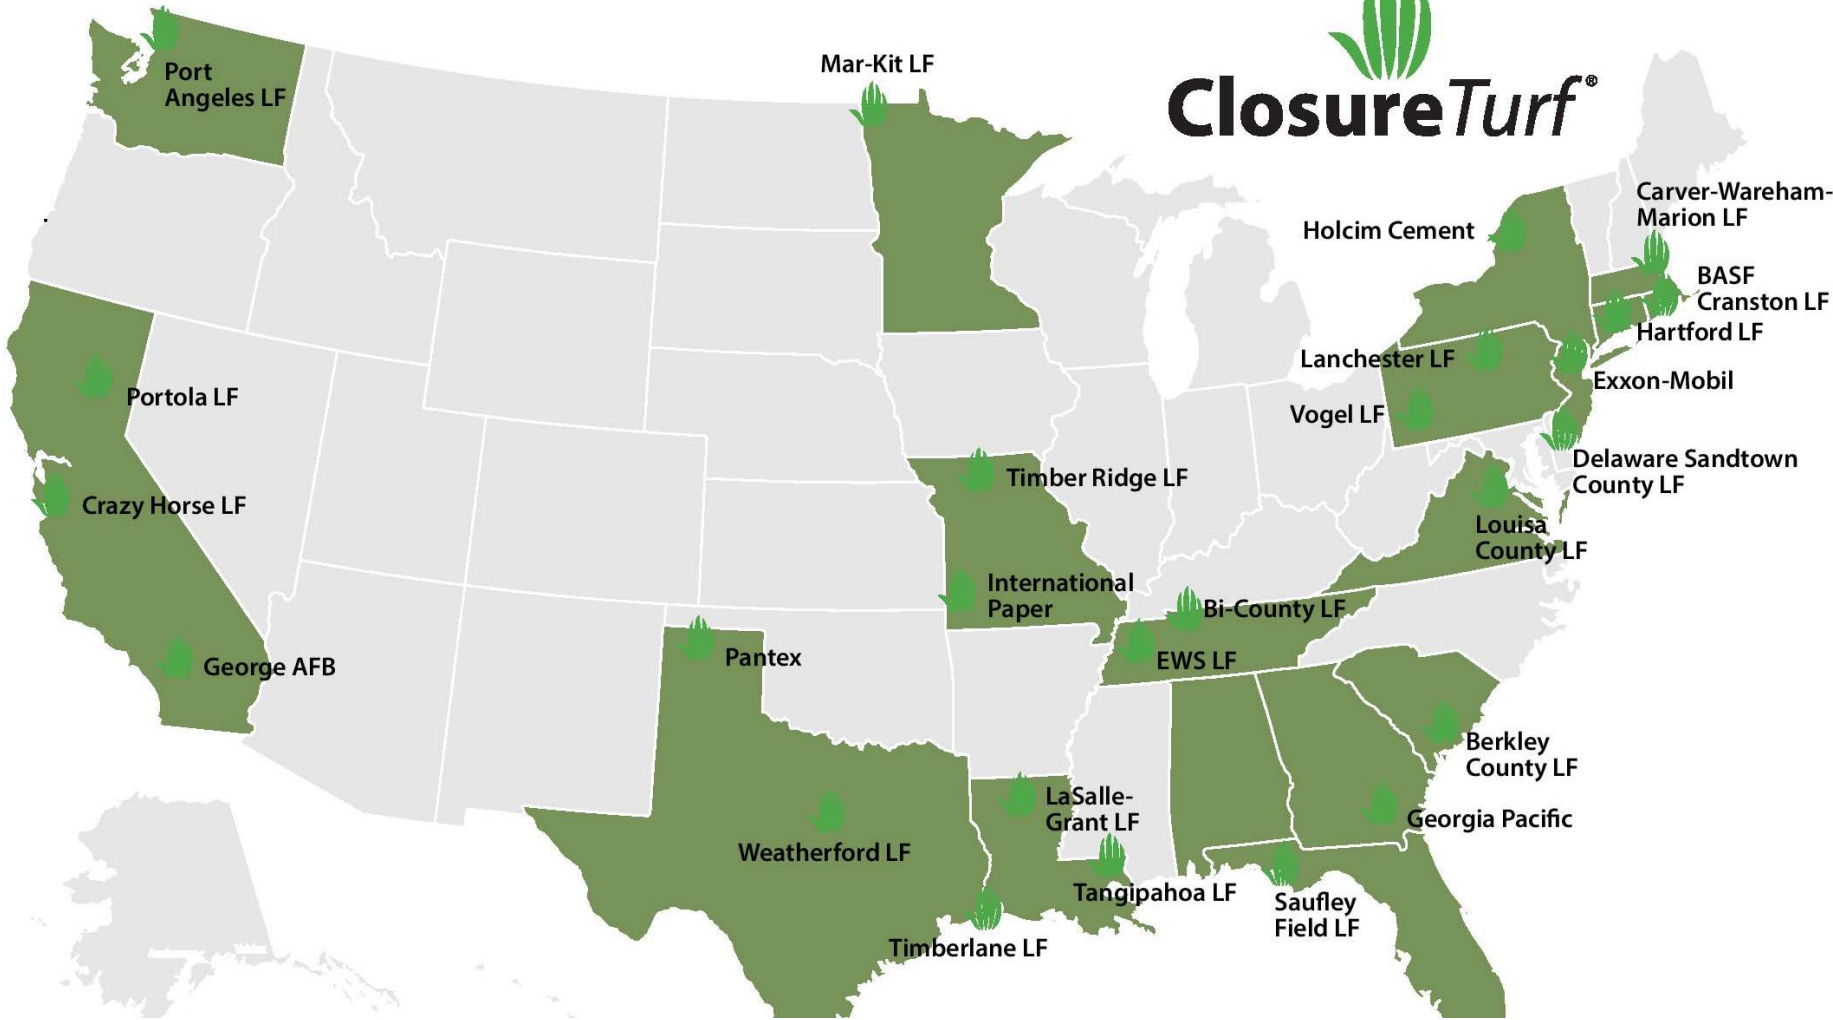 ClosureTurf®
Port
Angeles LF
Mar-Kit LF
Carver-Wareham-
Marion LF
Holcim Cement
BASF
Cranston LF
Hartford LF
Lanchester LF
Exxon-Mobil
Portola LF
Vogel LF
Delaware Sandtown
County LF
Timber Ridge LF
Crazy Horse LF
Louisa
County LF
International
Paper
Bi-County LF
EWS LF
Pantex
George AFB
Berkley
County LF
LaSalle-
Grant LF
Georgia Pacific
Weatherford LF
Tangipahoa LF
Saufley
Field LF
Timberlane LF